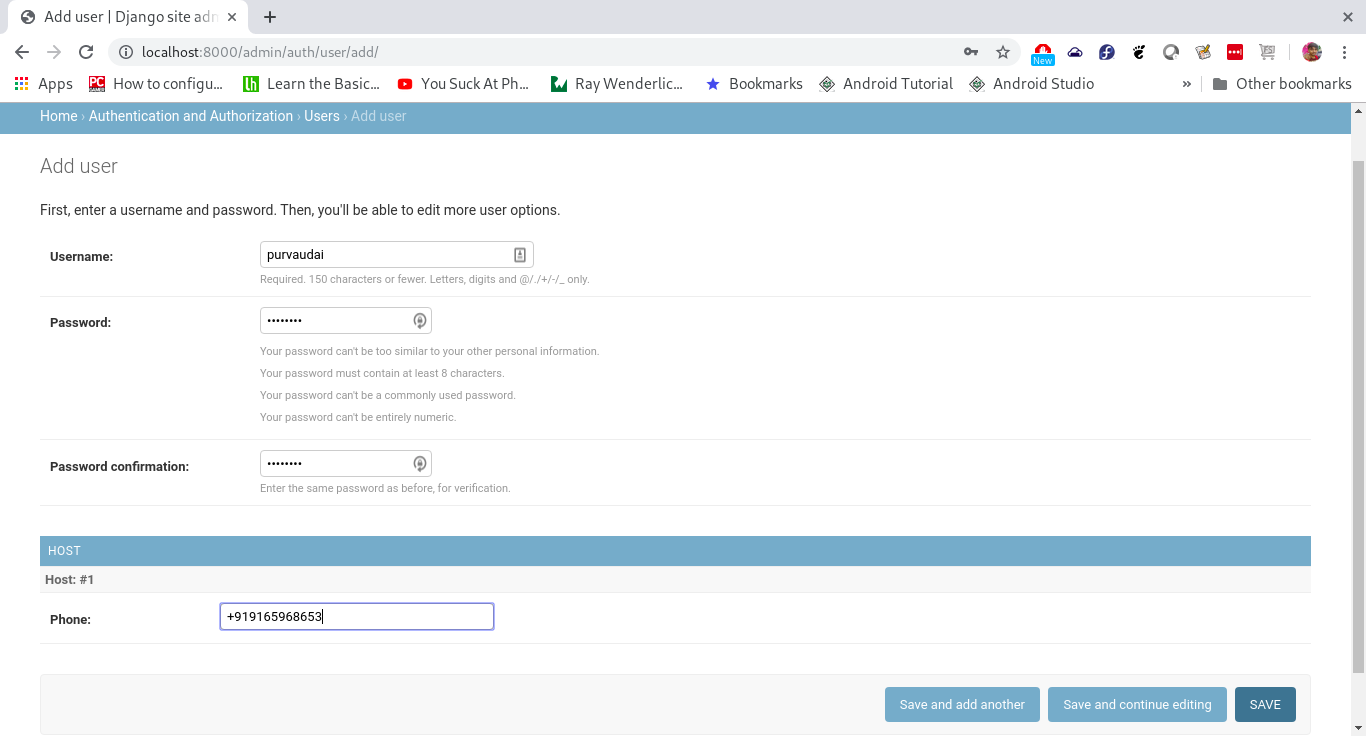 Add user | Django site adn
localhost:8000/admin/auth/user/add/
New
Apps
PC How to configu...
lh Learn the Basic...
You Suck At Ph...
Ray Wenderlic...
Bookmarks
Android Tutorial
Android Studio
»
Other bookmarks
Home › Authentication and Authorization › Users › Add user
Add user
First, enter a username and password. Then, you'll be able to edit more user options.
Username: purvaudai
Required. 150 characters or fewer. Letters, digits and @/./+/-/_ only.
Password: ••••••••
Your password can't be too similar to your other personal information.
Your password must contain at least 8 characters.
Your password can't be a commonly used password.
Your password can't be entirely numeric.
Password confirmation: ••••••••
Enter the same password as before, for verification.
HOST
Host: #1
Phone: +919165968653
Save and add another
Save and continue editing
SAVE